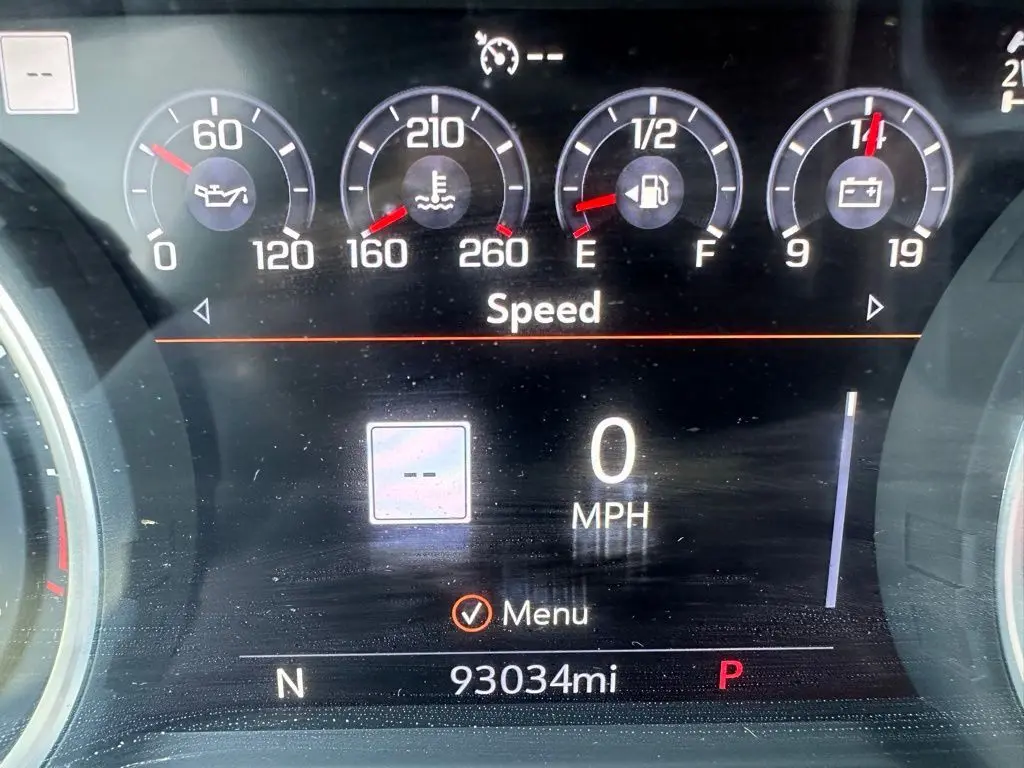 --
--
60
210
1/2
14
0
120
160
260
E
F
9
19
Speed
--
0
MPH
Menu
N 93034mi P